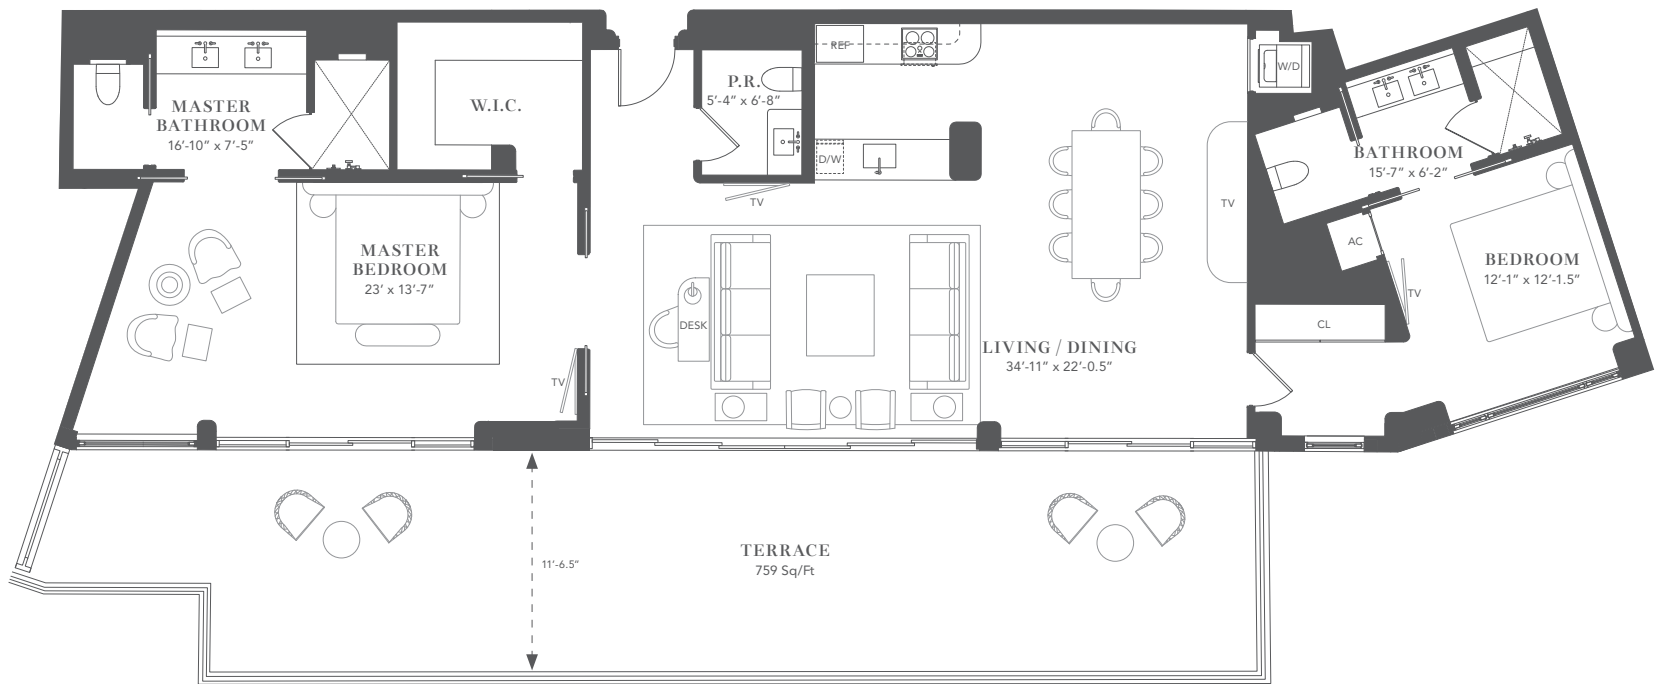 MASTER
BATHROOM
16'-10" x 7'-5"
W.I.C.
P.R.
5'-4" x 6'-8"
REF
D/W
W/D
BATHROOM
15'-7" x 6'-2"
TV
TV
AC
MASTER
BEDROOM
23' x 13'-7"
BEDROOM
12'-1" x 12'-1.5"
TV
DESK
CL
LIVING / DINING
34'-11" x 22'-0.5"
TV
TERRACE
759 Sq/Ft
11'-6.5"